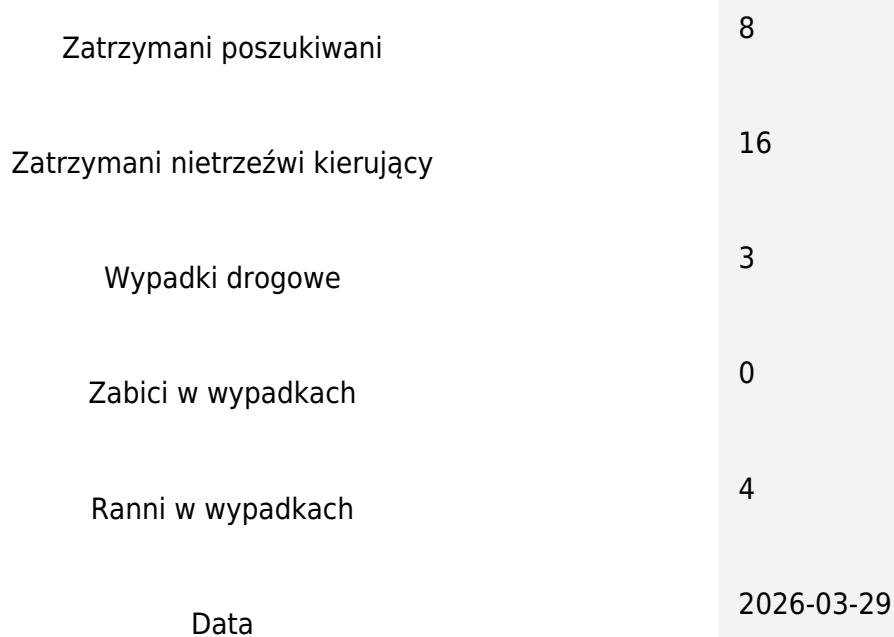 Zatrzymani poszukiwani 8
Zatrzymani nietrzeźwi kierujący 16
Wypadki drogowe 3
Zabici w wypadkach 0
Ranni w wypadkach 4
Data 2026-03-29